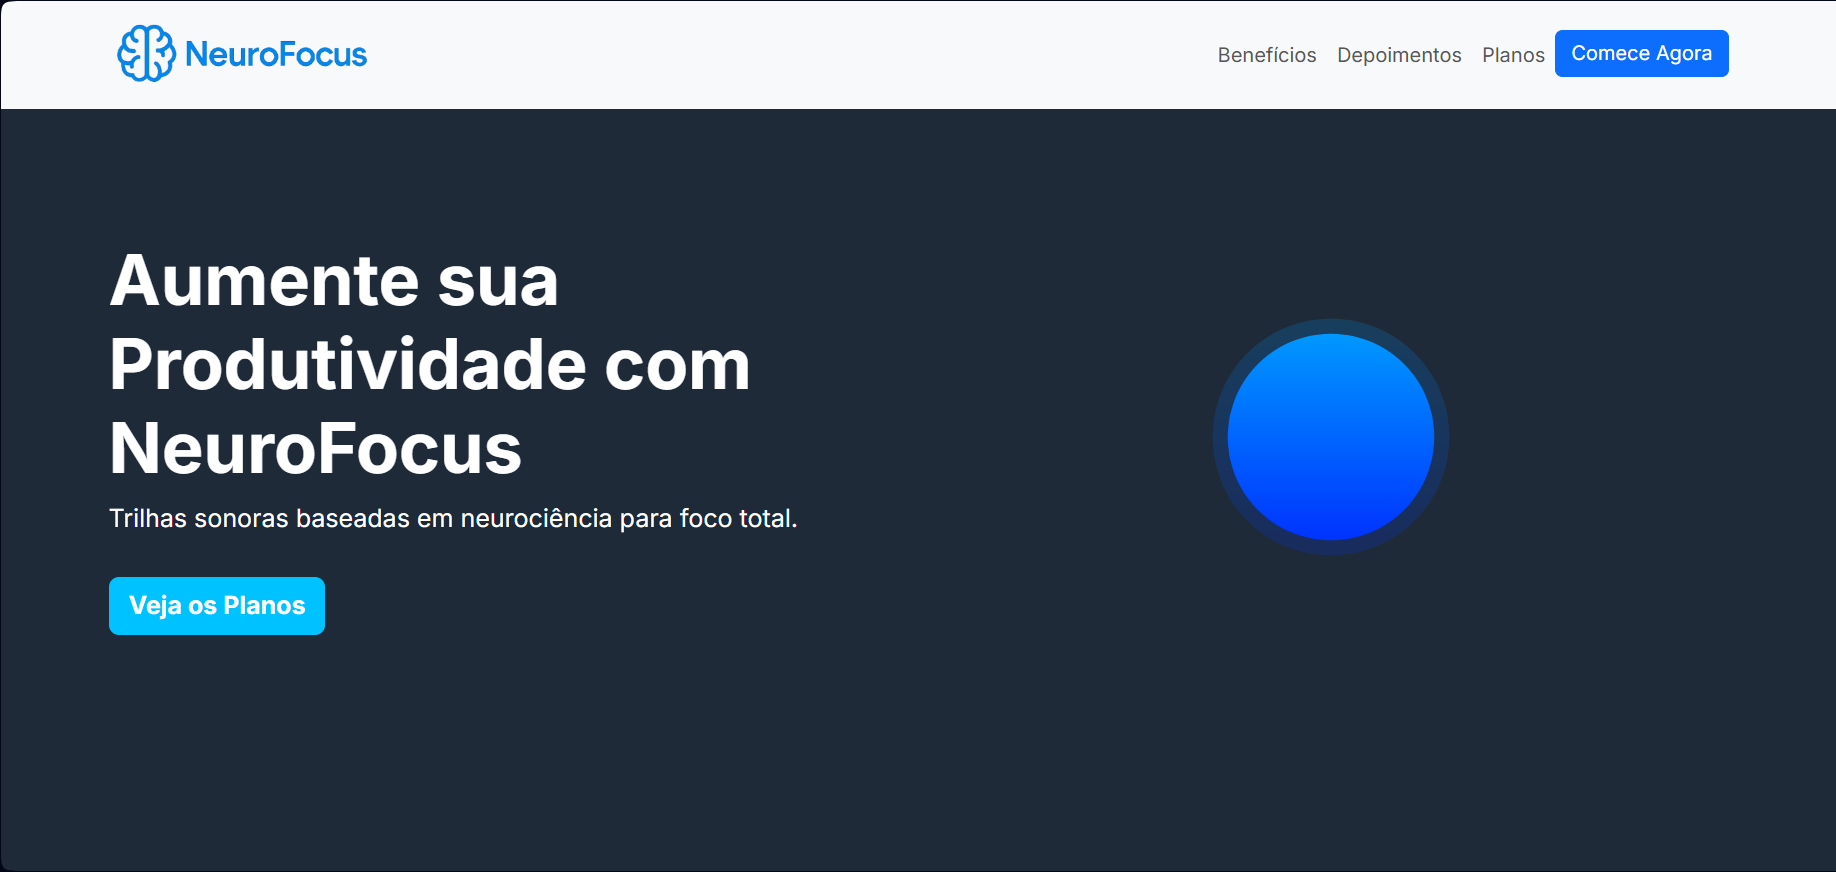 NeuroFocus
Benefícios
Depoimentos
Planos
Comece Agora
Aumente sua
Produtividade com
NeuroFocus
Trilhas sonoras baseadas em neurociência para foco total.
Veja os Planos